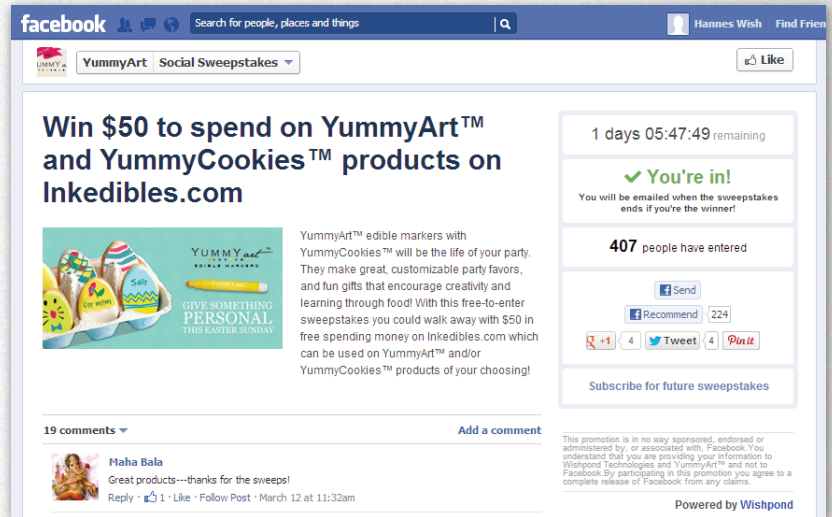 facebook
Search for people, places and things
Hannes Wish Find Frien
YUMMY
YummyArt Social Sweepstakes
Like
Win $50 to spend on YummyArt™
and YummyCookies™ products on
Inkedibles.com
YUMMY art
EDIBLE MARKERS
Sally
For mom
GIVE SOMETHING
PERSONAL
THIS EASTER SUNDAY
YummyArt™ edible markers with
YummyCookies™ will be the life of your party.
They make great, customizable party favors,
and fun gifts that encourage creativity and
learning through food! With this free-to-enter
sweepstakes you could walk away with $50 in
free spending money on Inkedibles.com which
can be used on YummyArt™ and/or
YummyCookies™ products of your choosing!
1 days 05:47:49 remaining
You're in!
You will be emailed when the sweepstakes
ends if you're the winner!
407 people have entered
Send
Recommend 224
+1 4 Tweet 4 Pin it
Subscribe for future sweepstakes
19 comments Add a comment
Maha Bala
Great products---thanks for the sweeps!
Reply · 1 · Like · Follow Post · March 12 at 11:32am
This promotion is in no way sponsored, endorsed or
administered by, or associated with, Facebook.You
understand that you are providing your information to
Wishpond Technologies and YummyArt™ and not to
Facebook.By participating in this promotion you agree to a
complete release of Facebook from any claims.
Powered by Wishpond